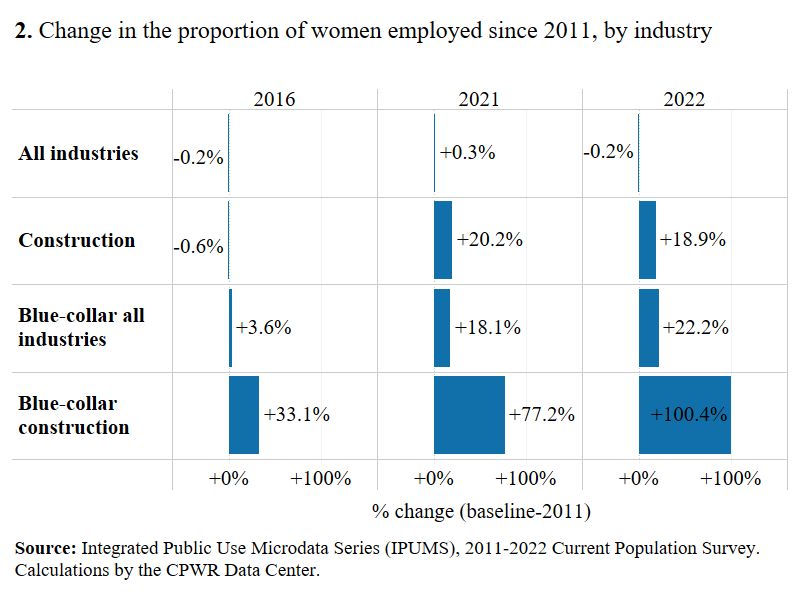 2. Change in the proportion of women employed since 2011, by industry
2016 2021 2022
All industries -0.2% +0.3% -0.2%
Construction -0.6% +20.2% +18.9%
Blue-collar all
industries +3.6% +18.1% +22.2%
Blue-collar
construction +33.1% +77.2% +100.4%
+0% +100% +0% +100% +0% +100%
% change (baseline-2011)
Source: Integrated Public Use Microdata Series (IPUMS), 2011-2022 Current Population Survey.
Calculations by the CPWR Data Center.